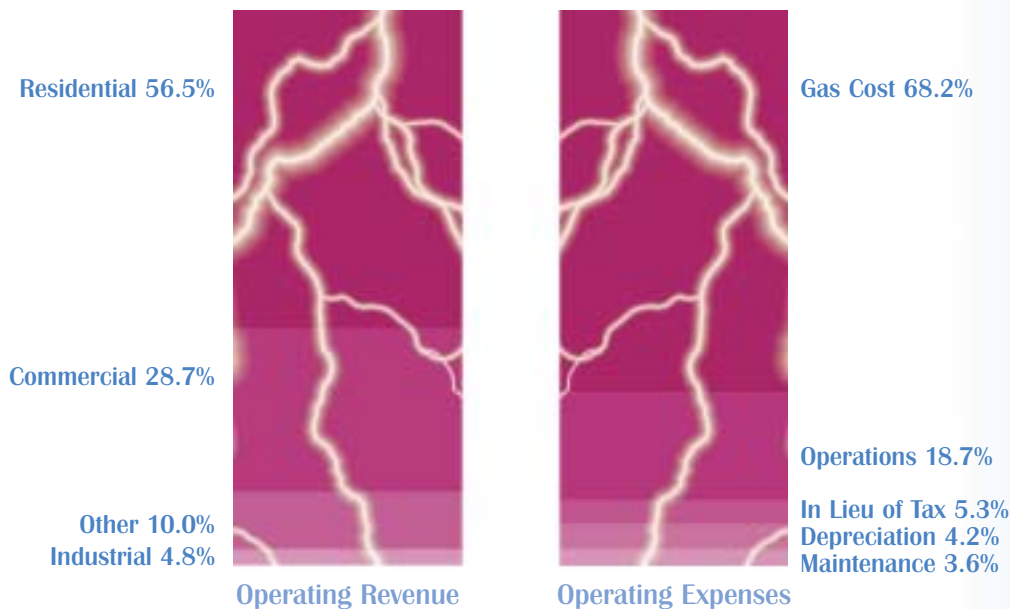 Residential 56.5%
Commercial 28.7%
Other 10.0%
Industrial 4.8%
Operating Revenue
Gas Cost 68.2%
Operations 18.7%
In Lieu of Tax 5.3%
Depreciation 4.2%
Maintenance 3.6%
Operating Expenses